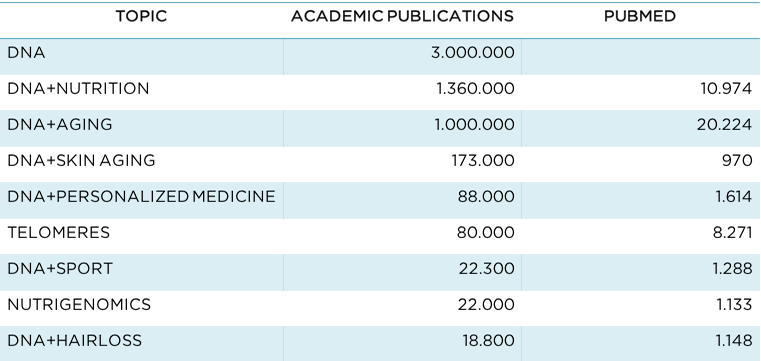 TOPIC ACADEMIC PUBLICATIONS PUBMED
DNA 3.000.000
DNA+NUTRITION 1.360.000 10.974
DNA+AGING 1.000.000 20.224
DNA+SKIN AGING 173.000 970
DNA+PERSONALIZED MEDICINE 88.000 1.614
TELOMERES 80.000 8.271
DNA+SPORT 22.300 1.288
NUTRIGENOMICS 22.000 1.133
DNA+HAIRLOSS 18.800 1.148